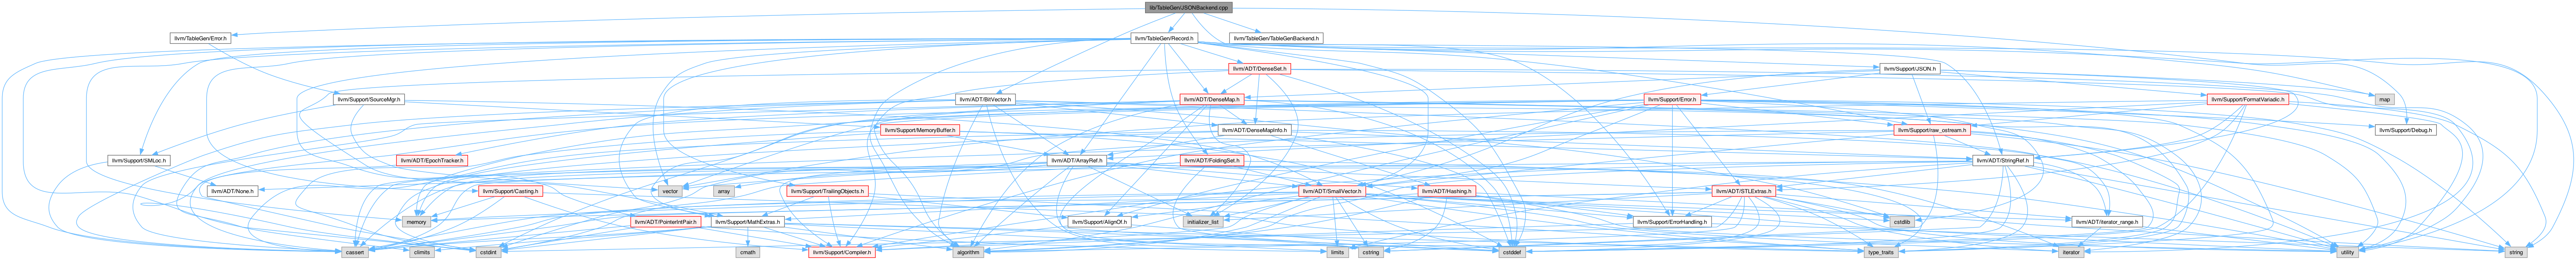 lib/TableGen/JSONBackend.cpp
llvm/TableGen/Error.h
llvm/TableGen/Record.h
llvm/TableGen/TableGenBackend.h
llvm/ADT/DenseSet.h
llvm/Support/JSON.h
llvm/Support/SourceMgr.h
llvm/ADT/BitVector.h
llvm/ADT/DenseMap.h
llvm/Support/Error.h
llvm/Support/FormatVariadic.h
map
llvm/Support/MemoryBuffer.h
llvm/ADT/DenseMapInfo.h
llvm/Support/raw_ostream.h
llvm/Support/Debug.h
llvm/Support/SMLoc.h
llvm/ADT/EpochTracker.h
llvm/ADT/ArrayRef.h
llvm/ADT/FoldingSet.h
llvm/ADT/StringRef.h
llvm/ADT/None.h
llvm/Support/Casting.h
vector
array
llvm/Support/TrailingObjects.h
llvm/ADT/SmallVector.h
llvm/ADT/Hashing.h
llvm/ADT/STLExtras.h
memory
llvm/ADT/PointerIntPair.h
llvm/Support/MathExtras.h
llvm/Support/AlignOf.h
initializer_list
llvm/Support/ErrorHandling.h
cstdlib
llvm/ADT/iterator_range.h
cassert
climits
cstdint
cmath
llvm/Support/Compiler.h
algorithm
limits
cstring
cstddef
type_traits
iterator
utility
string